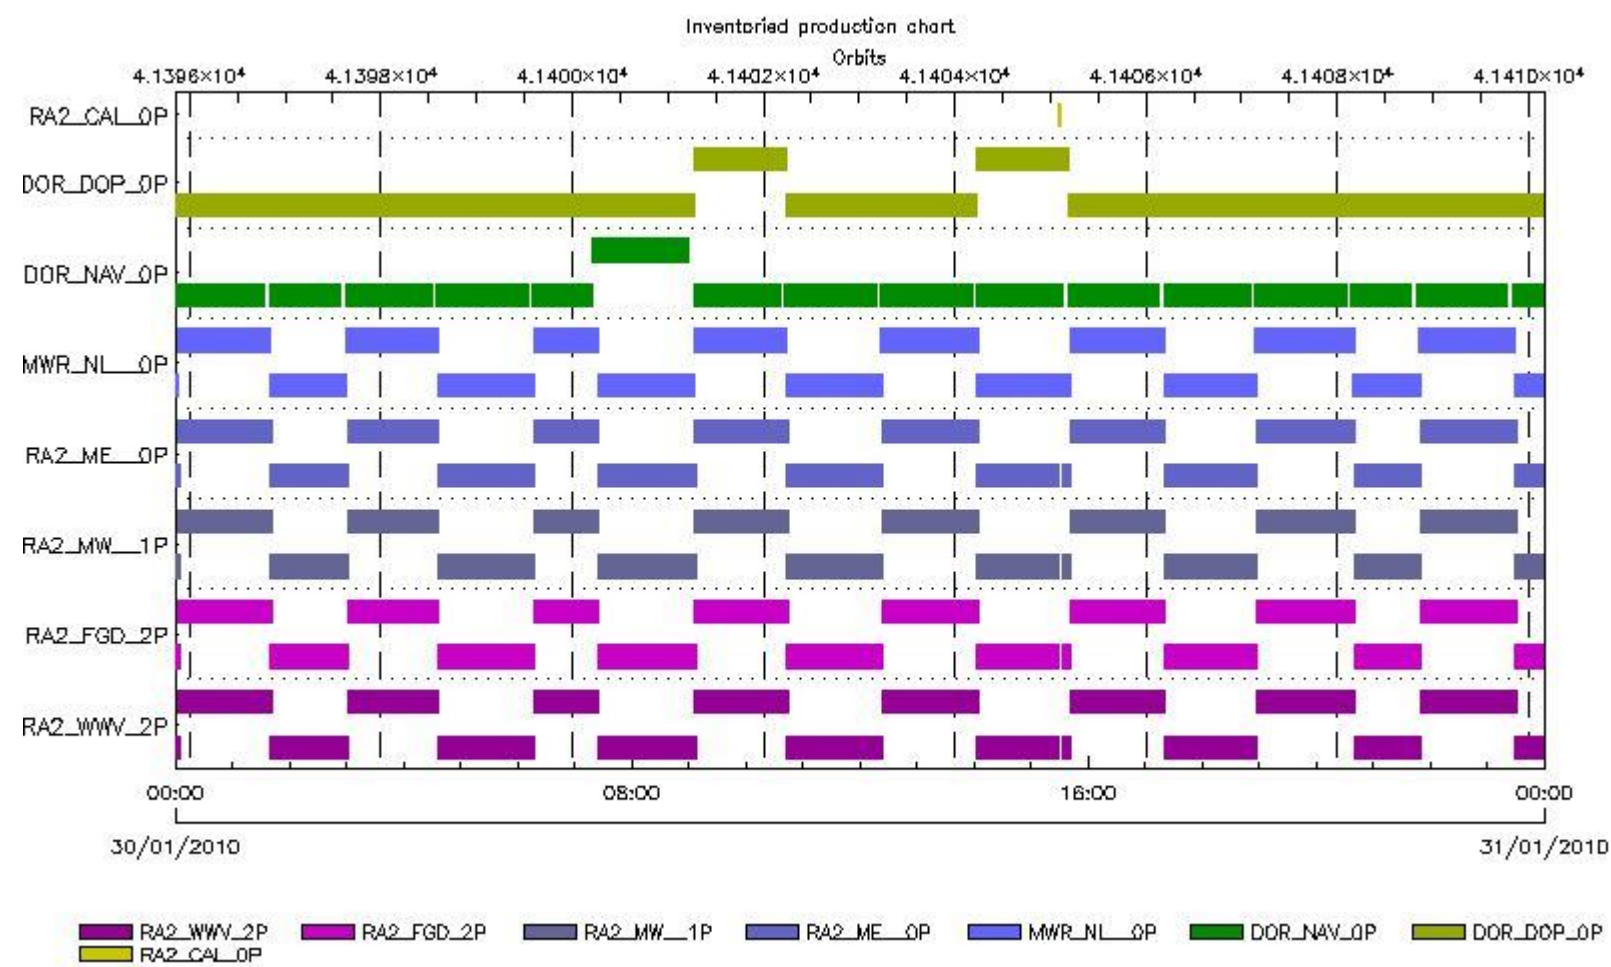 Inventoried production chart
Orbits
4.1396×10⁴ 4.1398×10⁴ 4.1400×10⁴ 4.1402×10⁴ 4.1404×10⁴ 4.1406×10⁴ 4.1408×10⁴ 4.1410×10⁴
RA2_CAL_0P
DOR_DOP_0P
DOR_NAV_0P
MWR_NL__0P
RA2_ME__0P
RA2_MW__1P
RA2_FGD_2P
RA2_WWV_2P
00:00 08:00 16:00 00:00
30/01/2010 31/01/2010
RA2_WWV_2P RA2_FGD_2P RA2_MW__1P RA2_ME__0P MWR_NL__0P DOR_NAV_0P DOR_DOP_0P
RA2_CAL_0P